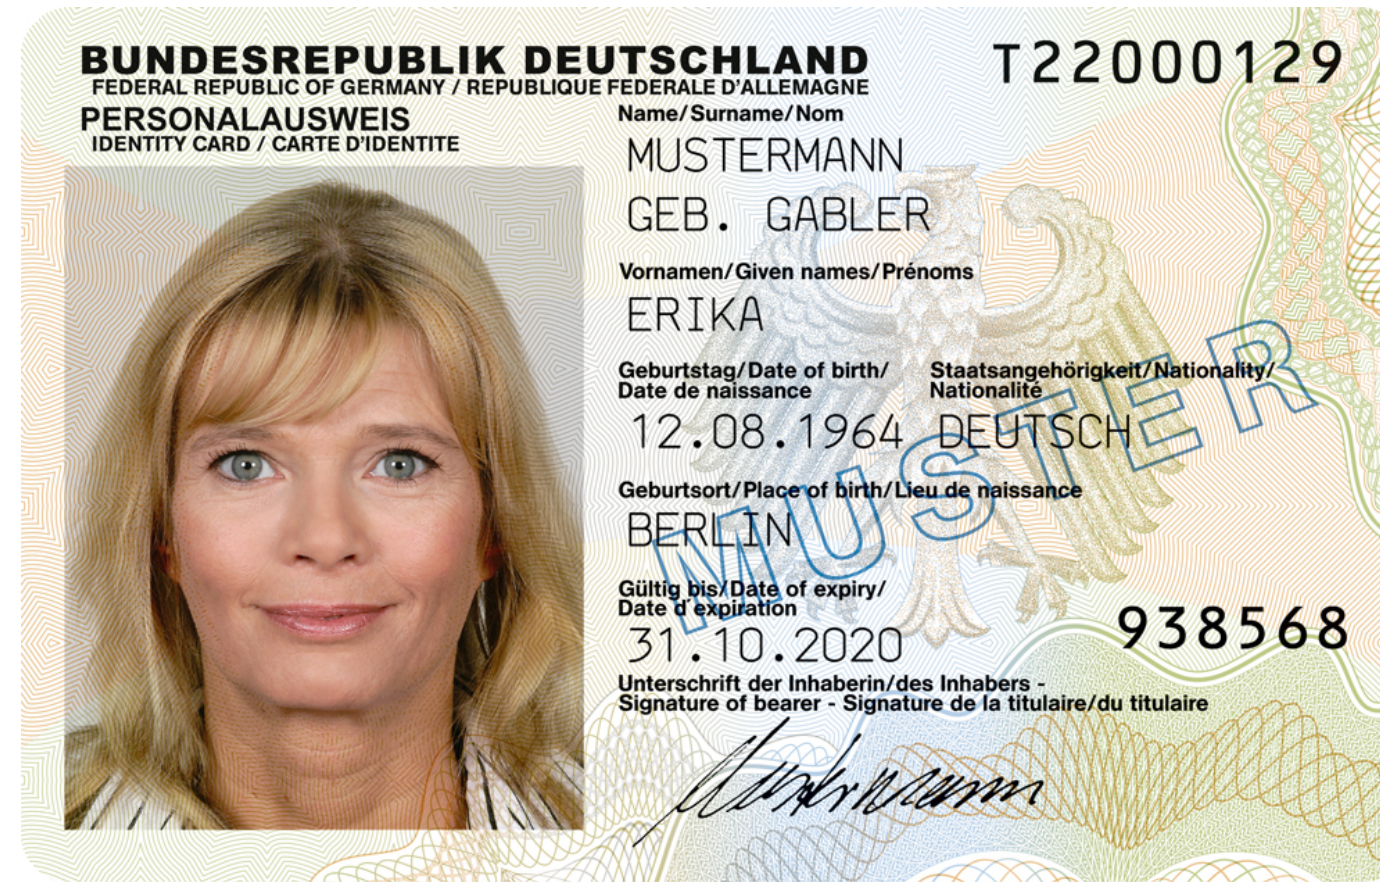 BUNDESREPUBLIK DEUTSCHLAND
FEDERAL REPUBLIC OF GERMANY / REPUBLIQUE FEDERALE D'ALLEMAGNE
PERSONALAUSWEIS
IDENTITY CARD / CARTE D'IDENTITE
T22000129
Name/Surname/Nom
MUSTERMANN
GEB. GABLER
Vornamen/Given names/Prénoms
ERIKA
Geburtstag/Date of birth/
Date de naissance
12.08.1964
Staatsangehörigkeit/Nationality/
Nationalité
DEUTSCH
Geburtsort/Place of birth/Lieu de naissance
BERLIN
Gültig bis/Date of expiry/
Date d'expiration
31.10.2020
938568
Unterschrift der Inhaberin/des Inhabers -
Signature of bearer - Signature de la titulaire/du titulaire
Mustermann
MUSTER